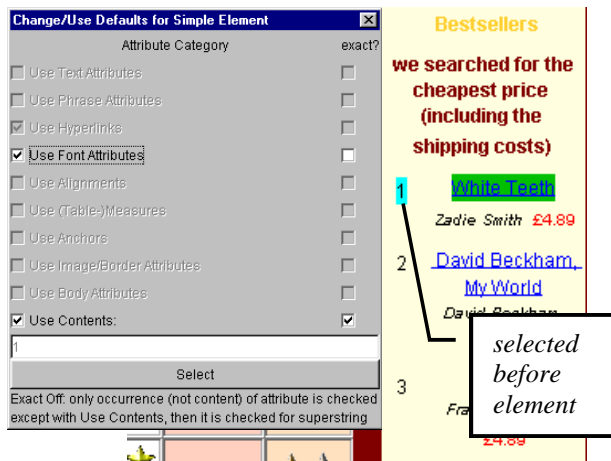 Change/Use Defaults for Simple Element
Attribute Category exact?
Use Text Attributes
Use Phrase Attributes
Use Hyperlinks
Use Font Attributes
Use Alignments
Use (Table-)Measures
Use Anchors
Use Image/Border Attributes
Use Body Attributes
Use Contents:
1
Select
Exact Off: only occurrence (not content) of attribute is checked
except with Use Contents, then it is checked for superstring
Bestsellers
we searched for the
cheapest price
(including the
shipping costs)
1 White Teeth
Zadie Smith £4.89
2 David Beckham,
My World
David Beckham
3
Fra
£4.89
selected
before
element